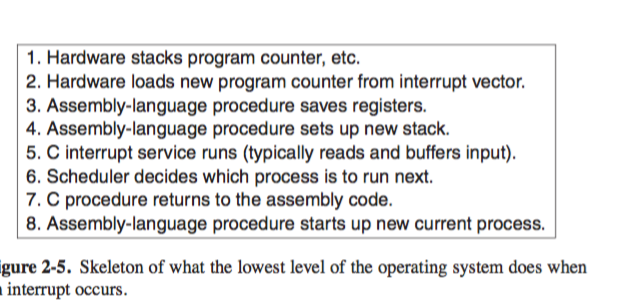 1. Hardware stacks program counter, etc.
2. Hardware loads new program counter from interrupt vector.
3. Assembly-language procedure saves registers.
4. Assembly-language procedure sets up new stack.
5. C interrupt service runs (typically reads and buffers input).
6. Scheduler decides which process is to run next.
7. C procedure returns to the assembly code.
8. Assembly-language procedure starts up new current process.
igure 2-5. Skeleton of what the lowest level of the operating system does when
interrupt occurs.